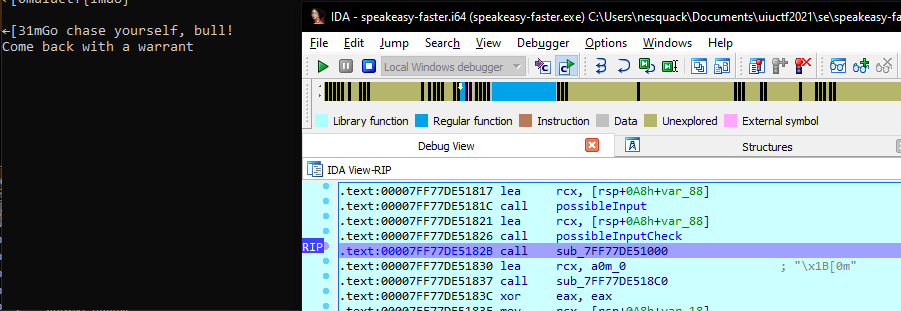 ←[0muiuctf{lmao}
←[31mGo chase yourself, bull!
Come back with a warrant
IDA - speakeasy-faster.i64 (speakeasy-faster.exe) C:\Users\nesquack\Documents\uiuctf2021\se\speakeasy-fa
File Edit Jump Search View Debugger Options Windows Help
Local Windows debugger
Library function Regular function Instruction Data Unexplored External symbol
Debug View Structures
IDA View-RIP
.text:00007FF77DE51817 lea rcx, [rsp+0A8h+var_88]
.text:00007FF77DE5181C call possibleInput
.text:00007FF77DE51821 lea rcx, [rsp+0A8h+var_88]
.text:00007FF77DE51826 call possibleInputCheck
RIP .text:00007FF77DE5182B call sub_7FF77DE51000
.text:00007FF77DE51830 lea rcx, a0m_0 ; "\x1B[0m"
.text:00007FF77DE51837 call sub_7FF77DE518C0
.text:00007FF77DE5183C xor eax, eax